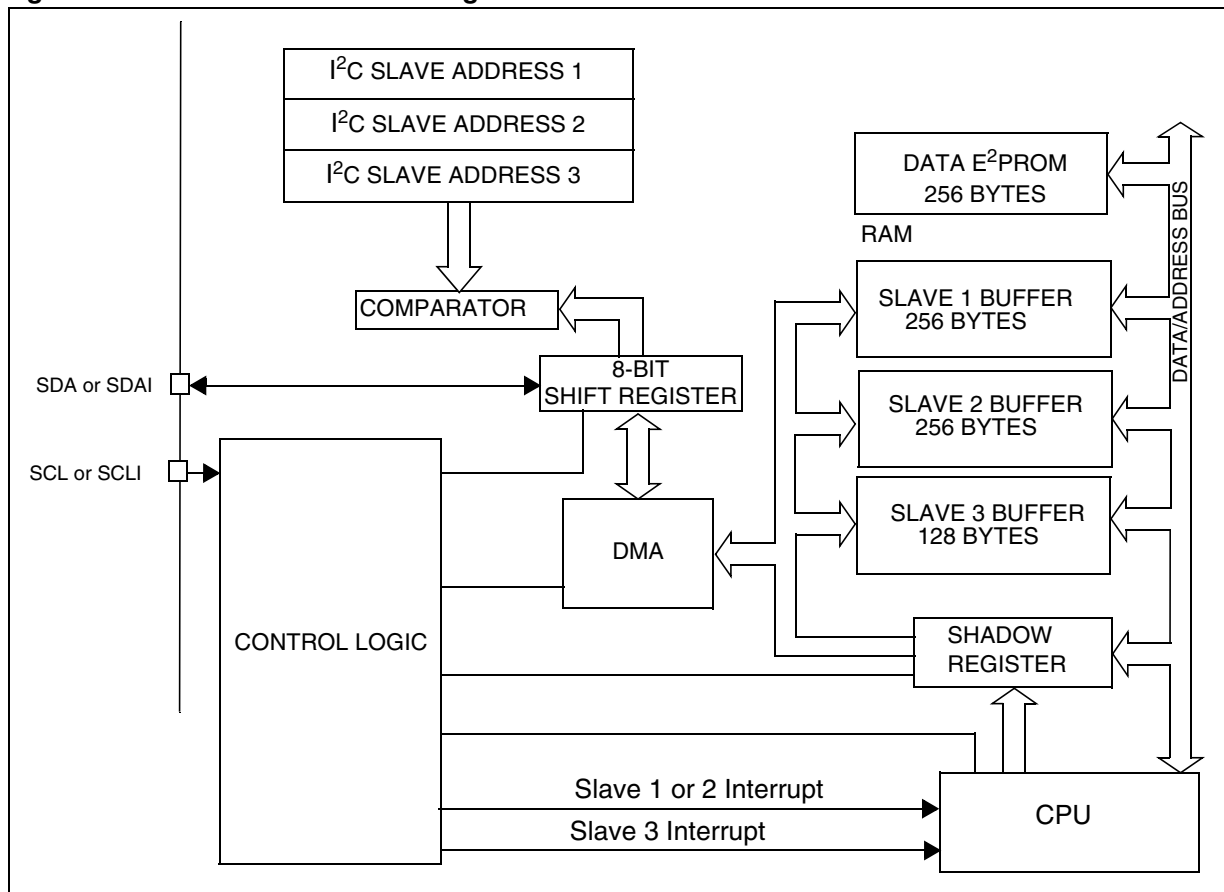 I²C SLAVE ADDRESS 1
I²C SLAVE ADDRESS 2
I²C SLAVE ADDRESS 3
DATA E²PROM
256 BYTES
RAM
DATA/ADDRESS BUS
COMPARATOR
SLAVE 1 BUFFER
256 BYTES
8-BIT
SHIFT REGISTER
SDA or SDAI
SLAVE 2 BUFFER
256 BYTES
SCL or SCLI
SLAVE 3 BUFFER
128 BYTES
DMA
CONTROL LOGIC
SHADOW
REGISTER
Slave 1 or 2 Interrupt
Slave 3 Interrupt
CPU